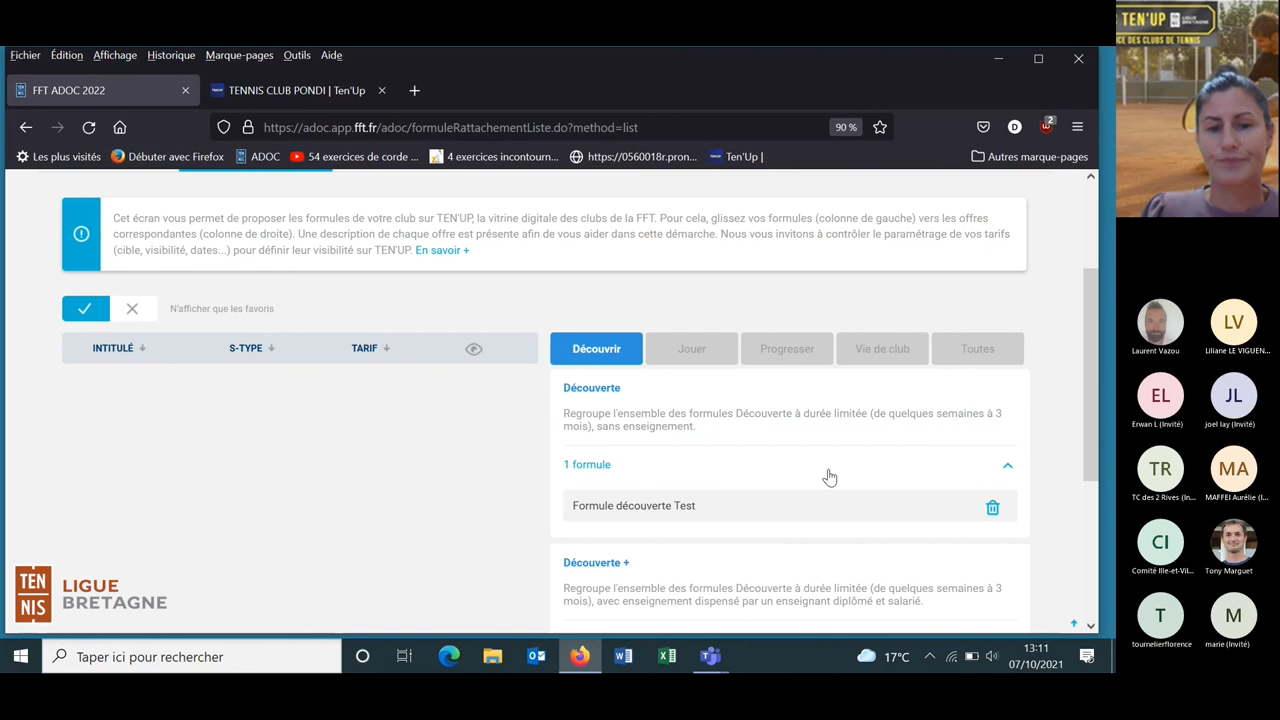 TEN'UP LIGUE BRETAGNE
CE DES CLUBS DE TENNIS
Fichier Édition Affichage Historique Marque-pages Outils Aide
FFT ADOC 2022
TENNIS CLUB PONDI | Ten'Up
https://adoc.app.fft.fr/adoc/formuleRattachementListe.do?method=list
90 %
2
Les plus visités
Débuter avec Firefox
ADOC
54 exercices de corde ...
4 exercices incontourn...
https://0560018r.pron...
Ten'Up |
Autres marque-pages
Cet écran vous permet de proposer les formules de votre club sur TEN'UP, la vitrine digitale des clubs de la FFT. Pour cela, glissez vos formules (colonne de gauche) vers les offres
correspondantes (colonne de droite). Une description de chaque offre est présente afin de vous aider dans cette démarche. Nous vous invitons à contrôler le paramétrage de vos tarifs
(cible, visibilité, dates...) pour définir leur visibilité sur TEN'UP. En savoir +
N'afficher que les favoris
INTITULÉ
S-TYPE
TARIF
Découvrir
Jouer
Progresser
Vie de club
Toutes
Découverte
Regroupe l'ensemble des formules Découverte à durée limitée (de quelques semaines à 3
mois), sans enseignement.
1 formule
Formule découverte Test
Découverte +
Regroupe l'ensemble des formules Découverte à durée limitée (de quelques semaines à 3
mois), avec enseignement dispensé par un enseignant diplômé et salarié.
TEN
NIS
LIGUE
BRETAGNE
Taper ici pour rechercher
17°C
13:11
07/10/2021
Laurent Vazou
LV
Liliane LE VIGUEN...
EL
Erwan L (Invité)
JL
joel lay (Invité)
TR
TC des 2 Rives (In...
MA
MAFFEI Aurélie (I...
CI
Comité Ille-et-Vil...
Tony Marguet
T
tournelierflorence
M
marie (Invité)